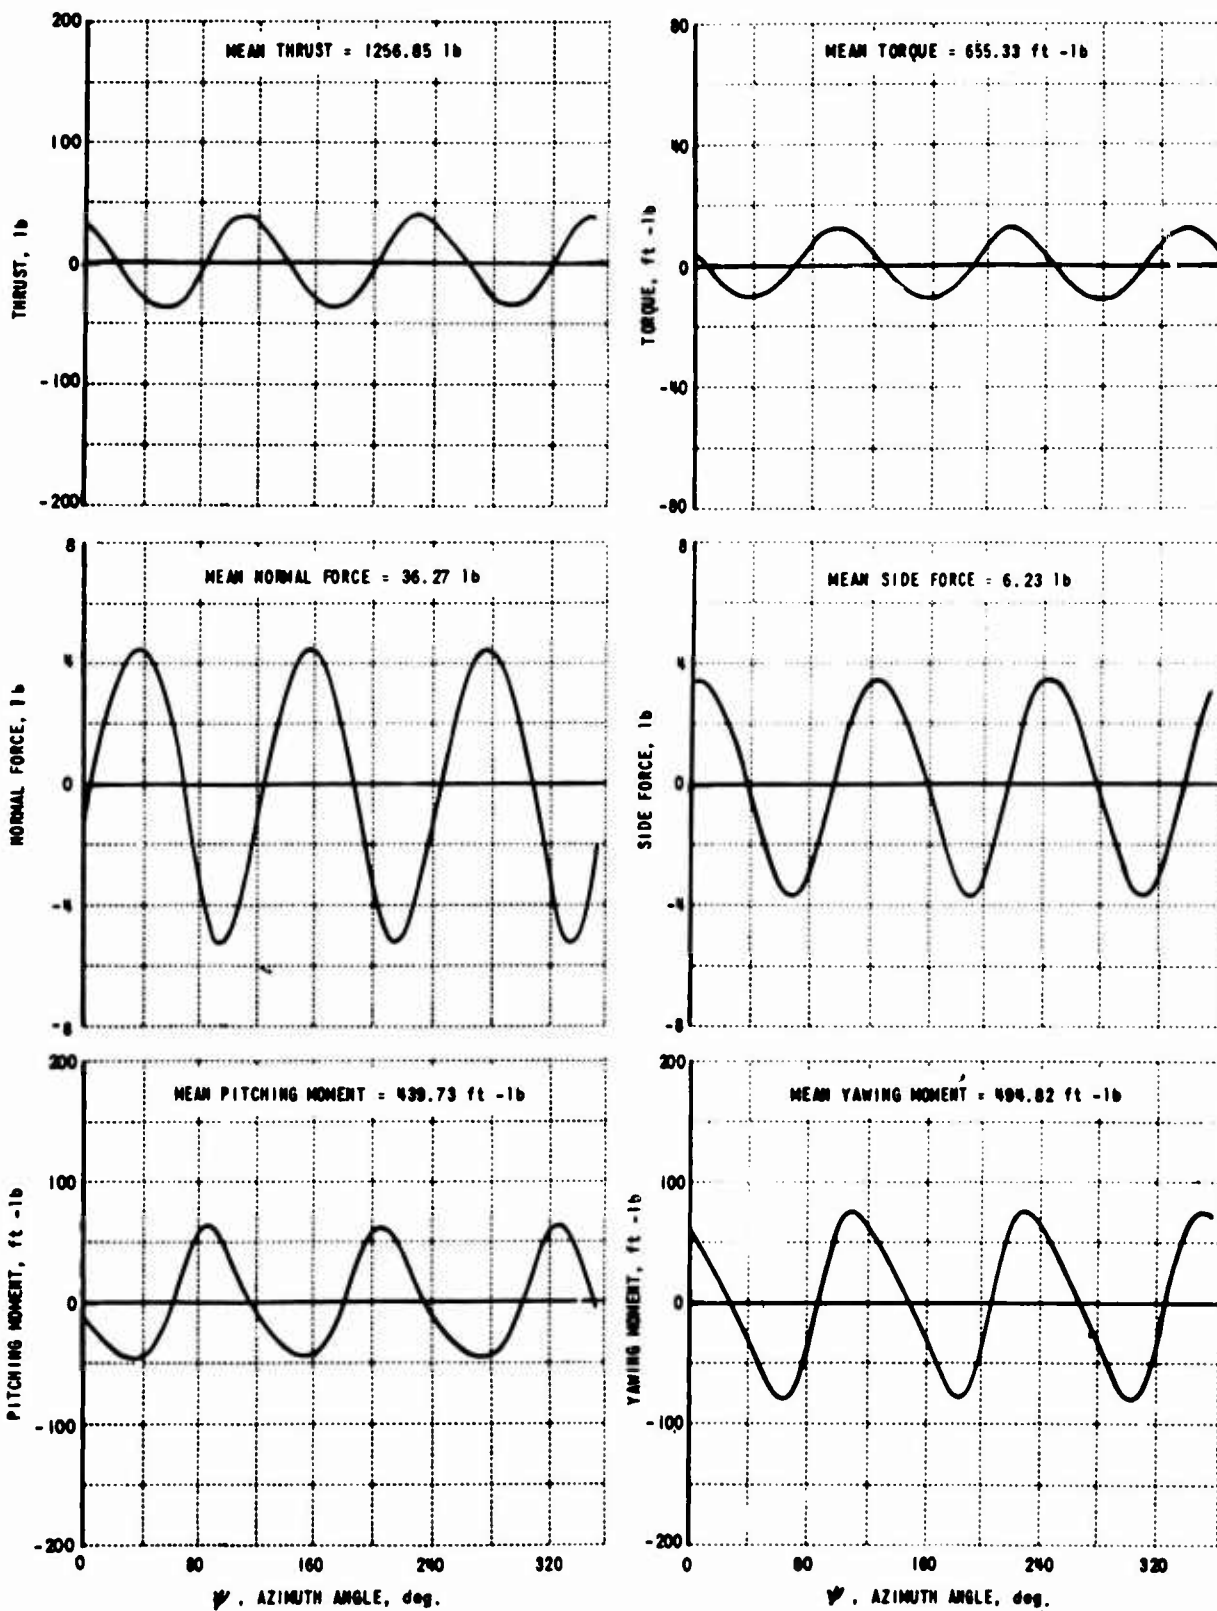 200
MEAN THRUST = 1256.85 lb
100
0
-100
-200
THRUST, lb
80
MEAN TORQUE = 655.33 ft -lb
40
0
-40
-80
TORQUE, ft -lb
8
MEAN NORMAL FORCE = 36.27 lb
4
0
-4
-8
NORMAL FORCE, lb
8
MEAN SIDE FORCE = 6.23 lb
4
0
-4
-8
SIDE FORCE, lb
200
MEAN PITCHING MOMENT = 439.73 ft -lb
100
0
-100
-200
PITCHING MOMENT, ft -lb
0 80 160 240 320
ψ, AZIMUTH ANGLE, deg.
200
MEAN YAWING MOMENT = 494.82 ft -lb
100
0
-100
-200
YAWING MOMENT, ft -lb
0 80 160 240 320
ψ, AZIMUTH ANGLE, deg.